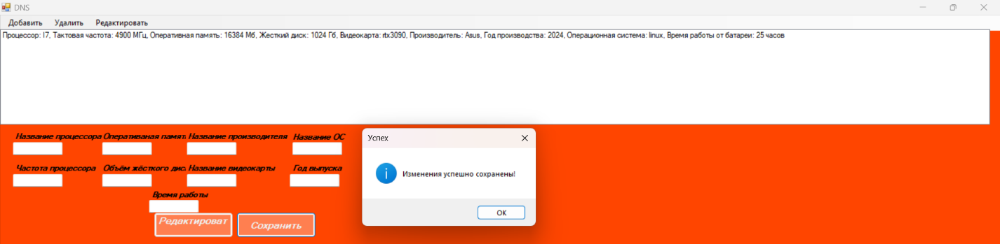 DNS
Добавить Удалить Редактировать
Процессор: I7, Тактовая частота: 4900 МГц, Оперативная память: 16384 Мб, Жесткий диск: 1024 Гб, Видеокарта: rtx3090, Производитель: Asus, Год производства: 2024, Операционная система: linux, Время работы от батареи: 25 часов
Название процессора Оперативаная памят Название производителя Название ОС
Частота процессора Объём жёсткого дис Название видеокарты Год выпуска
Время работы
Редактироват Сохранить
Успех
Изменения успешно сохранены!
ОК